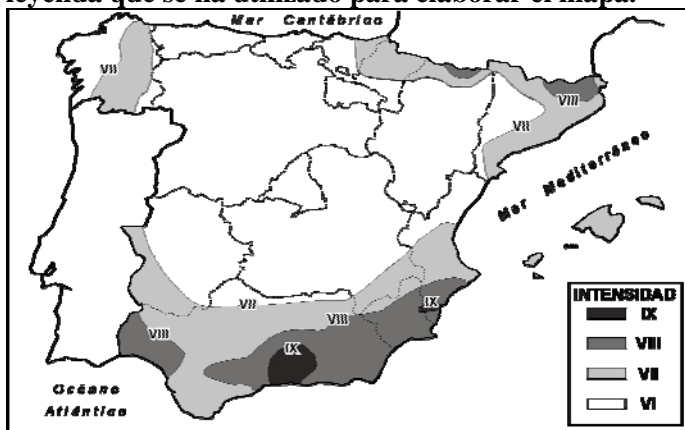 leyenda que se ha utilizado para elaborar el mapa.
Mar Cantábrico
VII
VIII
VII
Mar Mediterráneo
VII
VIII
VIII
IX
IX
INTENSIDAD
IX
VIII
VII
VI
Océano
Atlántico